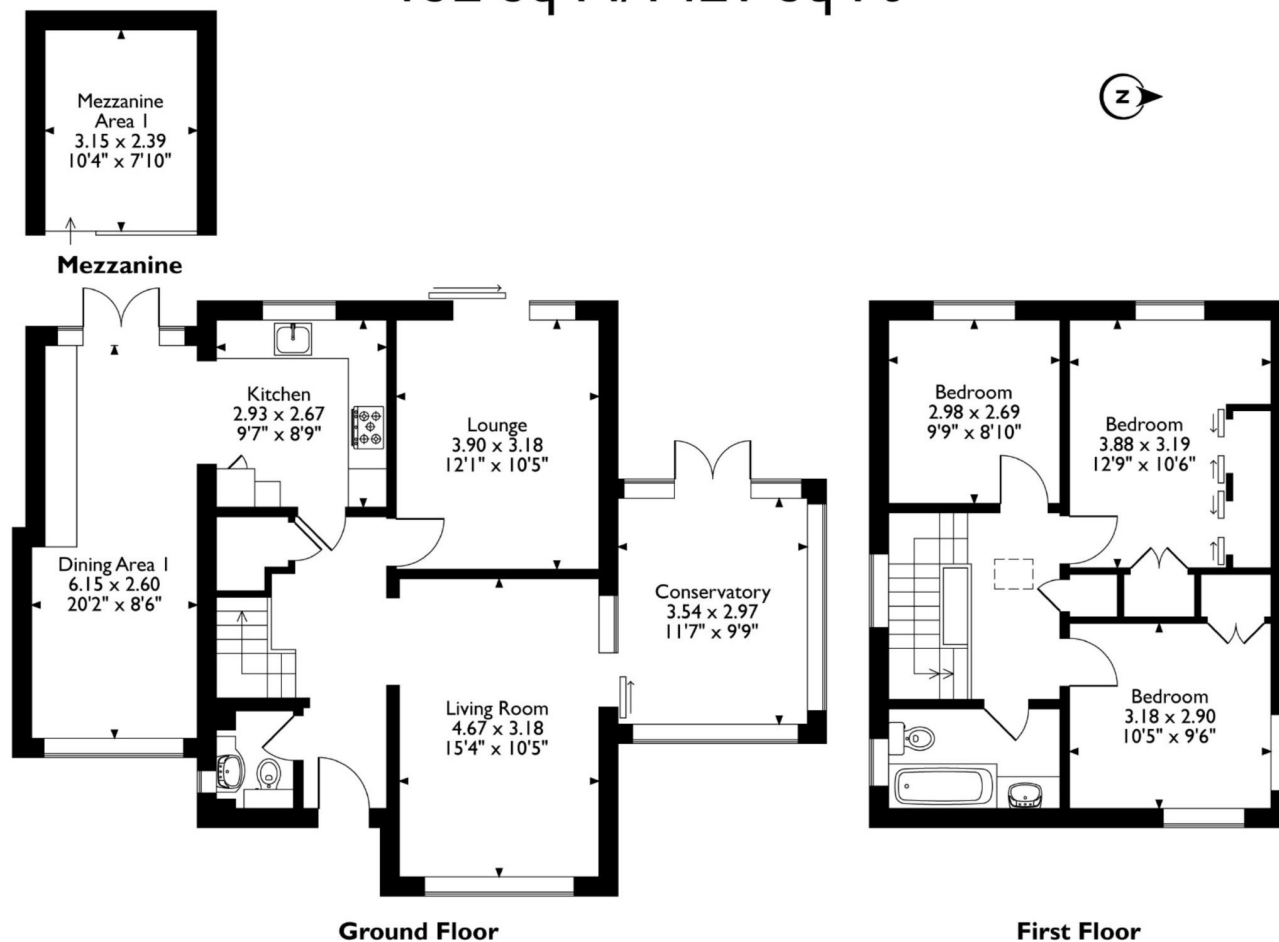 Mezzanine
Area 1
3.15 x 2.39
10'4" x 7'10"
Mezzanine
N
Kitchen
2.93 x 2.67
9'7" x 8'9"
Lounge
3.90 x 3.18
12'1" x 10'5"
Dining Area 1
6.15 x 2.60
20'2" x 8'6"
Living Room
4.67 x 3.18
15'4" x 10'5"
Conservatory
3.54 x 2.97
11'7" x 9'9"
Ground Floor
Bedroom
2.98 x 2.69
9'9" x 8'10"
Bedroom
3.88 x 3.19
12'9" x 10'6"
Bedroom
3.18 x 2.90
10'5" x 9'6"
First Floor